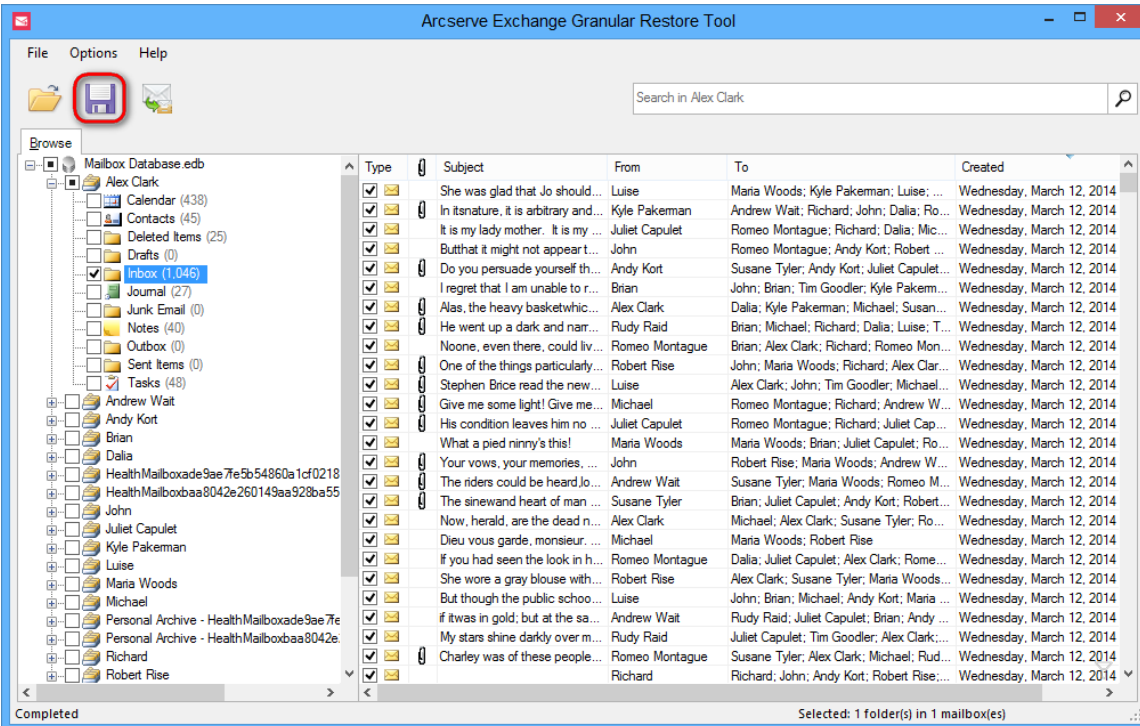 Arcserve Exchange Granular Restore Tool
File Options Help
Search in Alex Clark
Browse
Mailbox Database.edb
Alex Clark
Calendar (438)
Contacts (45)
Deleted Items (25)
Drafts (0)
Inbox (1,046)
Journal (27)
Junk Email (0)
Notes (40)
Outbox (0)
Sent Items (0)
Tasks (48)
Andrew Wait
Andy Kort
Brian
Dalia
HealthMailboxade9ae7fe5b54860a1cf0218
HealthMailboxbaa8042e260149aa928ba55
John
Juliet Capulet
Kyle Pakerman
Luise
Maria Woods
Michael
Personal Archive - HealthMailboxade9ae7fe
Personal Archive - HealthMailboxbaa8042e.
Richard
Robert Rise
Type Subject From To Created
She was glad that Jo should... Luise Maria Woods; Kyle Pakerman; Luise; ... Wednesday, March 12, 2014
In itsnature, it is arbitrary and... Kyle Pakerman Andrew Wait; Richard; John; Dalia; Ro... Wednesday, March 12, 2014
It is my lady mother. It is my ... Juliet Capulet Romeo Montague; Richard; Dalia; Mic... Wednesday, March 12, 2014
Butthat it might not appear t... John Romeo Montague; Andy Kort; Robert ... Wednesday, March 12, 2014
Do you persuade yourself th... Andy Kort Susane Tyler; Andy Kort; Juliet Capulet... Wednesday, March 12, 2014
I regret that I am unable to r... Brian John; Brian; Tim Goodler; Kyle Pakerm... Wednesday, March 12, 2014
Alas, the heavy basketwhic... Alex Clark Dalia; Kyle Pakerman; Michael; Susan... Wednesday, March 12, 2014
He went up a dark and narr... Rudy Raid Brian; Michael; Richard; Dalia; Luise; T... Wednesday, March 12, 2014
Noone, even there, could liv... Romeo Montague Brian; Alex Clark; Richard; Romeo Mon... Wednesday, March 12, 2014
One of the things particularly... Robert Rise John; Maria Woods; Richard; Alex Clar... Wednesday, March 12, 2014
Stephen Brice read the new... Luise Alex Clark; John; Tim Goodler; Michael... Wednesday, March 12, 2014
Give me some light! Give me... Michael Romeo Montague; Richard; Andrew W... Wednesday, March 12, 2014
His condition leaves him no ... Juliet Capulet Romeo Montague; Richard; Juliet Cap... Wednesday, March 12, 2014
What a pied ninny's this! Maria Woods Maria Woods; Brian; Juliet Capulet; Ro... Wednesday, March 12, 2014
Your vows, your memories, ... John Robert Rise; Maria Woods; Andrew W... Wednesday, March 12, 2014
The riders could be heard,lo... Andrew Wait Susane Tyler; Maria Woods; Romeo M... Wednesday, March 12, 2014
The sinewand heart of man ... Susane Tyler Brian; Juliet Capulet; Andy Kort; Robert... Wednesday, March 12, 2014
Now, herald, are the dead n... Alex Clark Michael; Alex Clark; Susane Tyler; Ro... Wednesday, March 12, 2014
Dieu vous garde, monsieur. ... Michael Maria Woods; Robert Rise Wednesday, March 12, 2014
If you had seen the look in h... Romeo Montague Dalia; Juliet Capulet; Alex Clark; Rome... Wednesday, March 12, 2014
She wore a gray blouse with... Robert Rise Alex Clark; Susane Tyler; Maria Woods... Wednesday, March 12, 2014
But though the public schoo... Luise John; Brian; Michael; Andy Kort; Maria ... Wednesday, March 12, 2014
if itwas in gold; but at the sa... Andrew Wait Rudy Raid; Juliet Capulet; Brian; Andy ... Wednesday, March 12, 2014
My stars shine darkly over m... Rudy Raid Juliet Capulet; Tim Goodler; Alex Clark;... Wednesday, March 12, 2014
Charley was of these people... Romeo Montague Susane Tyler; Alex Clark; Michael; Rud... Wednesday, March 12, 2014
Richard Richard; John; Andy Kort; Robert Rise;... Wednesday, March 12, 2014
Completed Selected: 1 folder(s) in 1 mailbox(es)